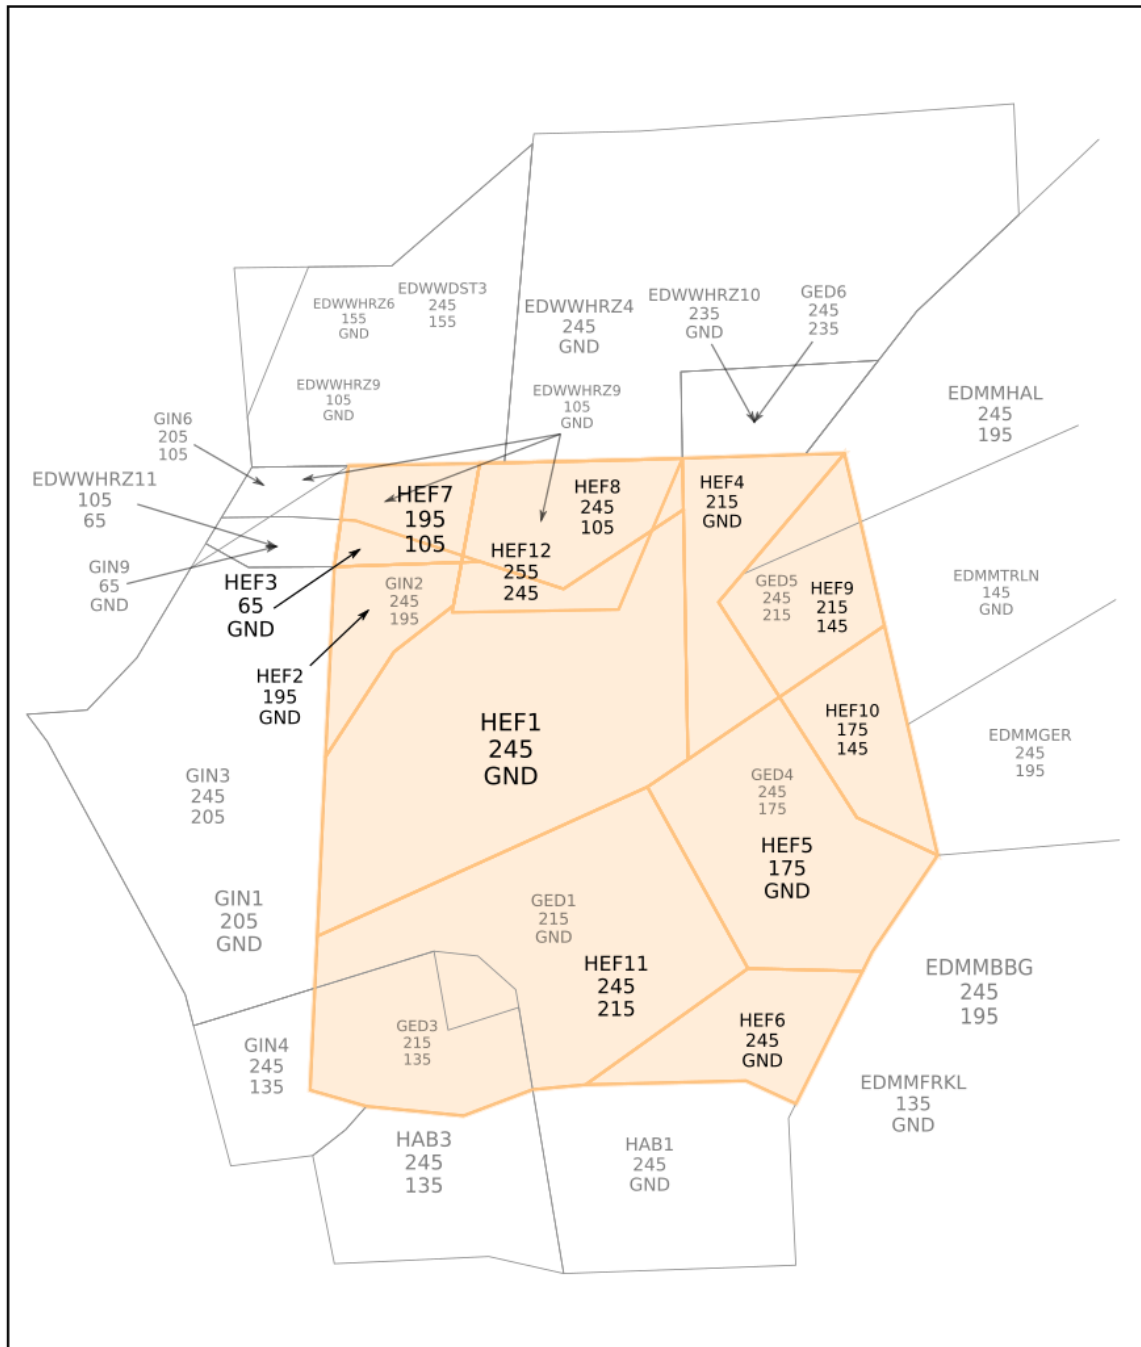 EDWWHRZ6
155
GND
EDWWDST3
245
155
EDWWHRZ4
245
GND
EDWWHRZ10
235
GND
GED6
245
235
EDWWHRZ9
105
GND
EDWWHRZ9
105
GND
EDMMHAL
245
195
GIN6
205
105
EDWWHRZ11
105
65
GIN9
65
GND
HEF7
195
105
HEF8
245
105
HEF4
215
GND
HEF12
255
245
HEF3
65
GND
GIN2
245
195
GED5
245
215
HEF9
215
145
EDMMTRLN
145
GND
HEF2
195
GND
HEF1
245
GND
HEF10
175
145
EDMMGER
245
195
GIN3
245
205
GED4
245
175
HEF5
175
GND
GIN1
205
GND
GED1
215
GND
HEF11
245
215
EDMMBBG
245
195
GIN4
245
135
GED3
215
135
HEF6
245
GND
EDMMFRKL
135
GND
HAB3
245
135
HAB1
245
GND